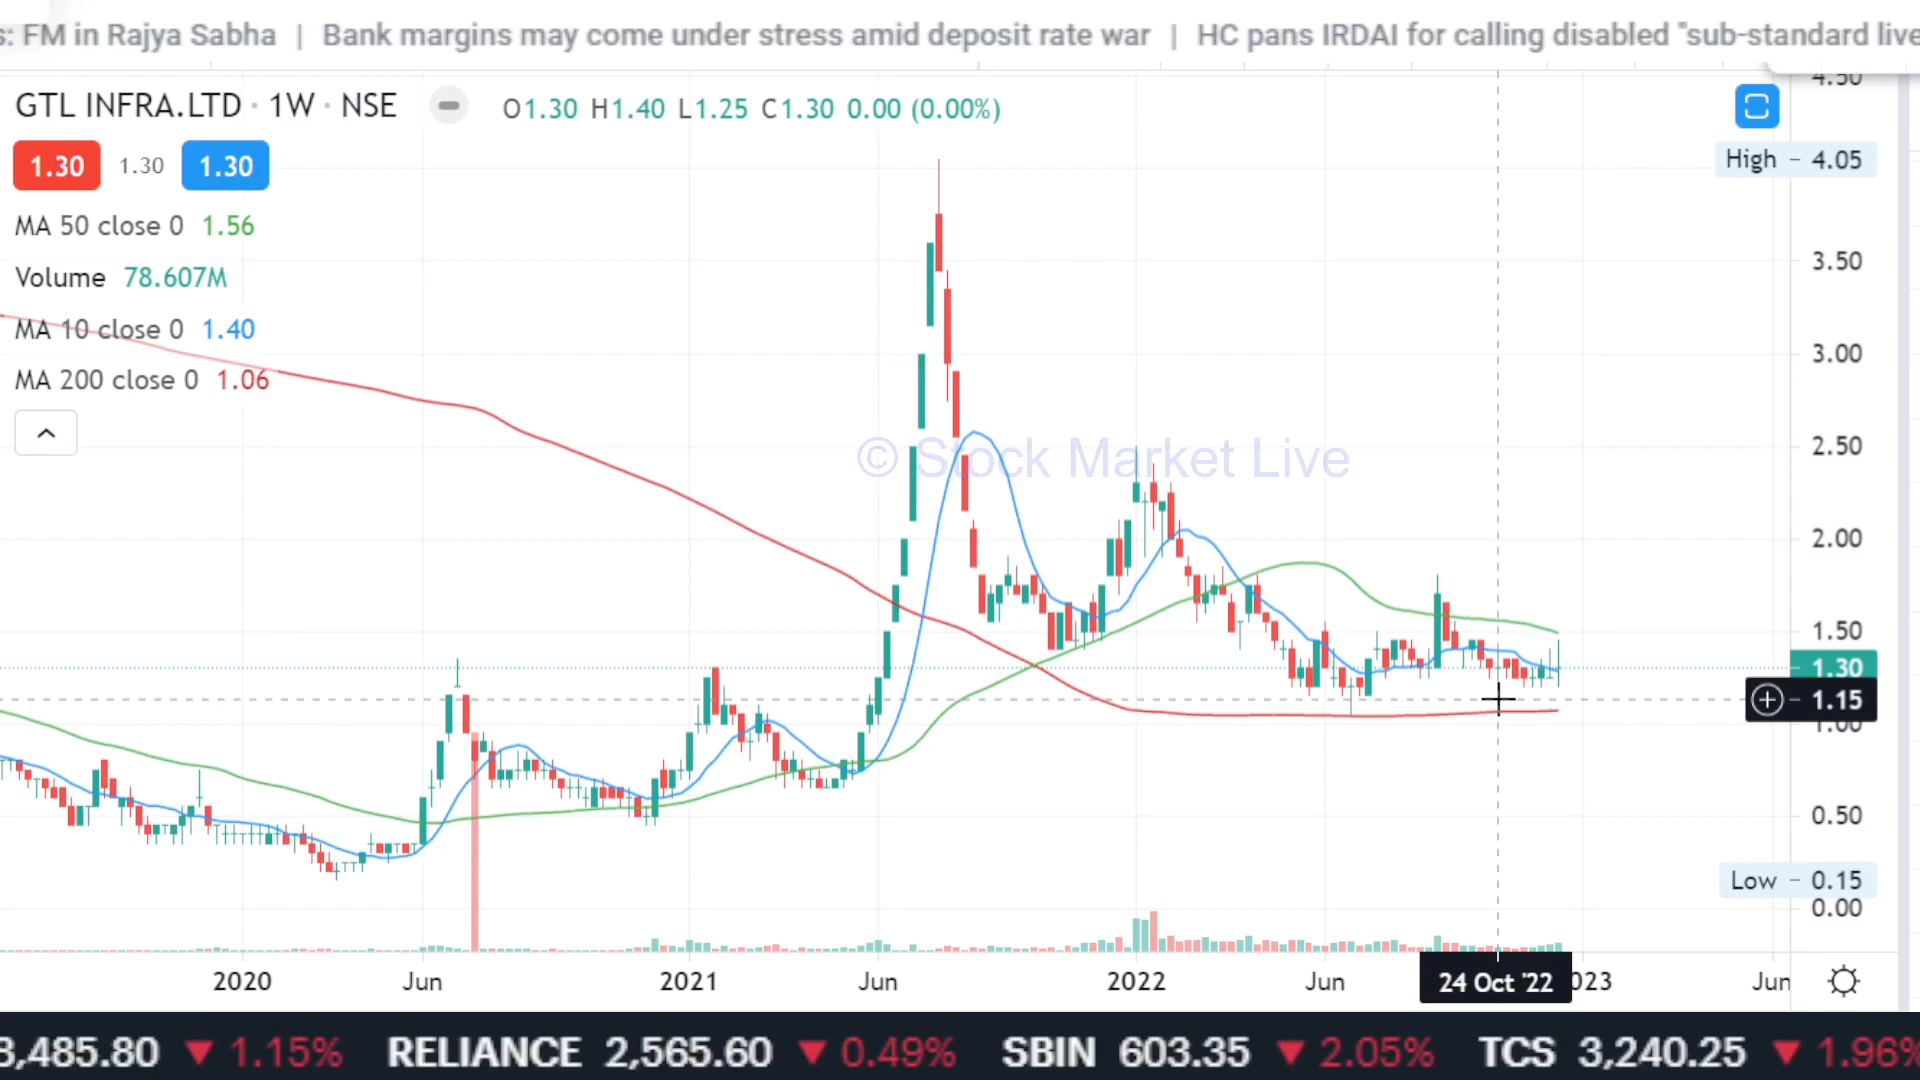 s: FM in Rajya Sabha | Bank margins may come under stress amid deposit rate war | HC pans IRDAI for calling disabled "sub-standard live
GTL INFRA.LTD · 1W · NSE O1.30 H1.40 L1.25 C1.30 0.00 (0.00%)
1.30 1.30 1.30
MA 50 close 0 1.56
Volume 78.607M
MA 10 close 0 1.40
MA 200 close 0 1.06
© Stock Market Live
4.50
High - 4.05
3.50
3.00
2.50
2.00
1.50
1.30
1.15
1.00
0.50
Low - 0.15
0.00
2020 Jun 2021 Jun 2022 Jun 24 Oct '22 023 Jun
3,485.80 ▼ 1.15% RELIANCE 2,565.60 ▼ 0.49% SBIN 603.35 ▼ 2.05% TCS 3,240.25 ▼ 1.96%